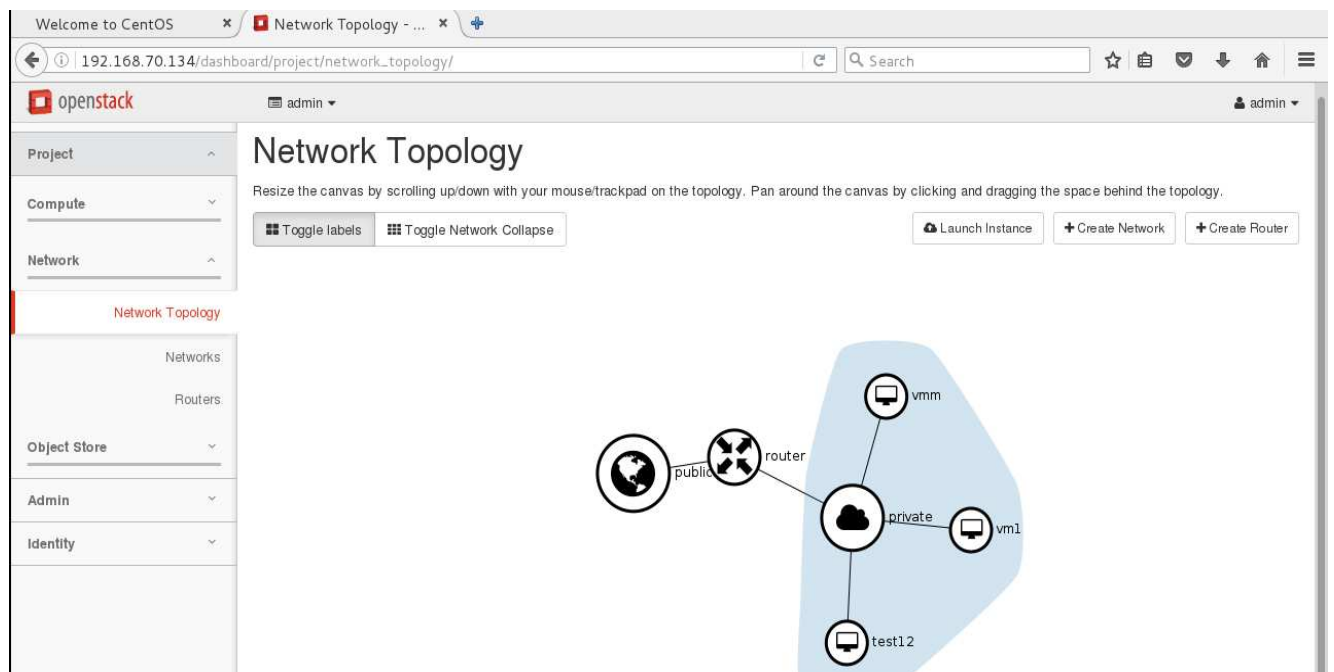 Welcome to CentOS
Network Topology - ...
192.168.70.134/dashboard/project/network_topology/
Search
openstack
admin
admin
Project
Compute
Network
Network Topology
Networks
Routers
Object Store
Admin
Identity
Network Topology
Resize the canvas by scrolling up/down with your mouse/trackpad on the topology. Pan around the canvas by clicking and dragging the space behind the topology.
Toggle labels
Toggle Network Collapse
Launch Instance
+Create Network
+Create Router
vmm
router
public
private
vm1
test12